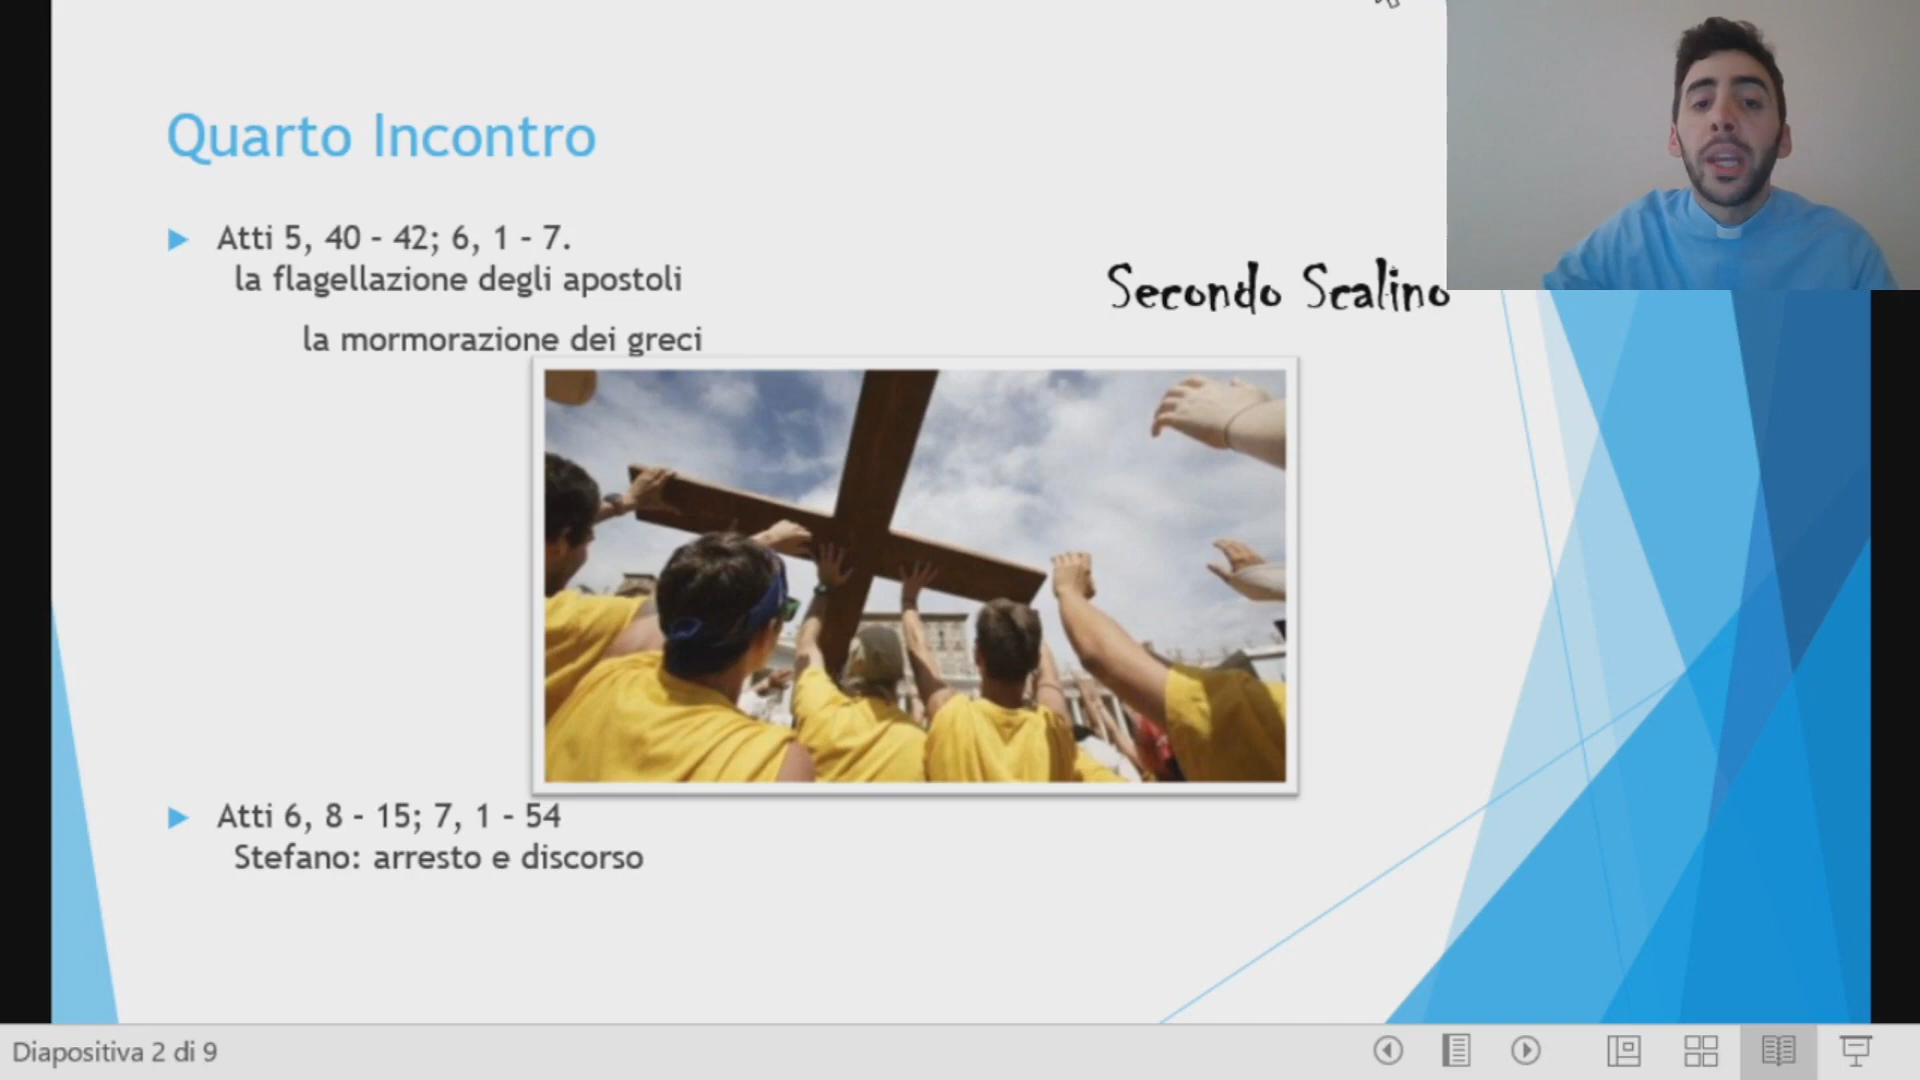 Quarto Incontro
Atti 5, 40 - 42; 6, 1 - 7.
la flagellazione degli apostoli
Secondo Scalino
la mormorazione dei greci
Atti 6, 8 - 15; 7, 1 - 54
Stefano: arresto e discorso
Diapositiva 2 di 9